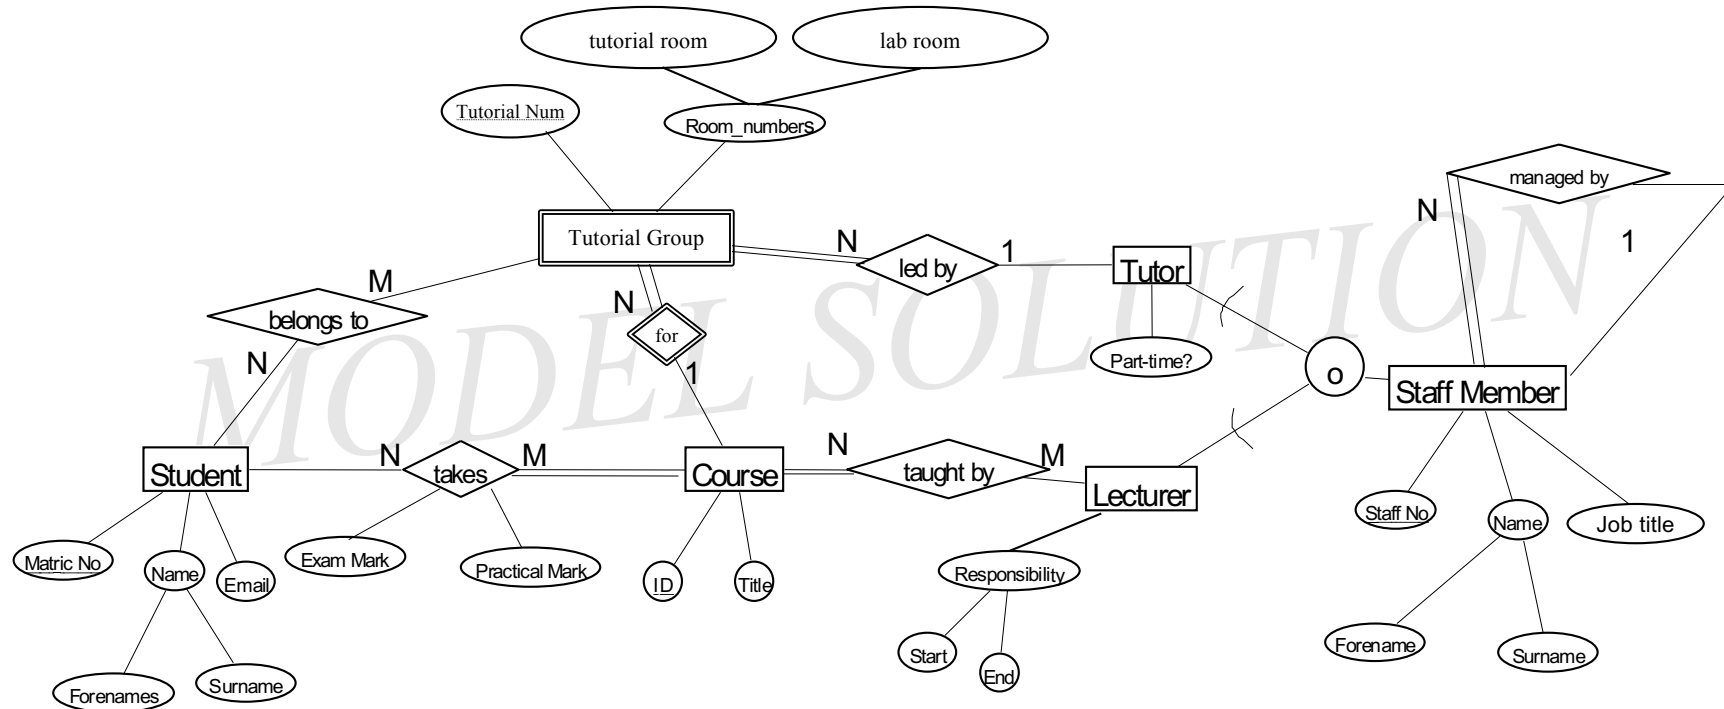 tutorial room
lab room
Tutorial Num
Room_numbers
managed by
N
1
Tutorial Group
N
led by
1
Tutor
M
N
belongs to
for
Part-time?
N
1
o
Staff Member
MODEL SOLUTION
Student
N
takes
M
Course
N
taught by
M
Lecturer
Matric No
Name
Email
Exam Mark
Practical Mark
ID
Title
Responsibility
Staff No
Name
Job title
Forenames
Surname
Start
End
Forename
Surname